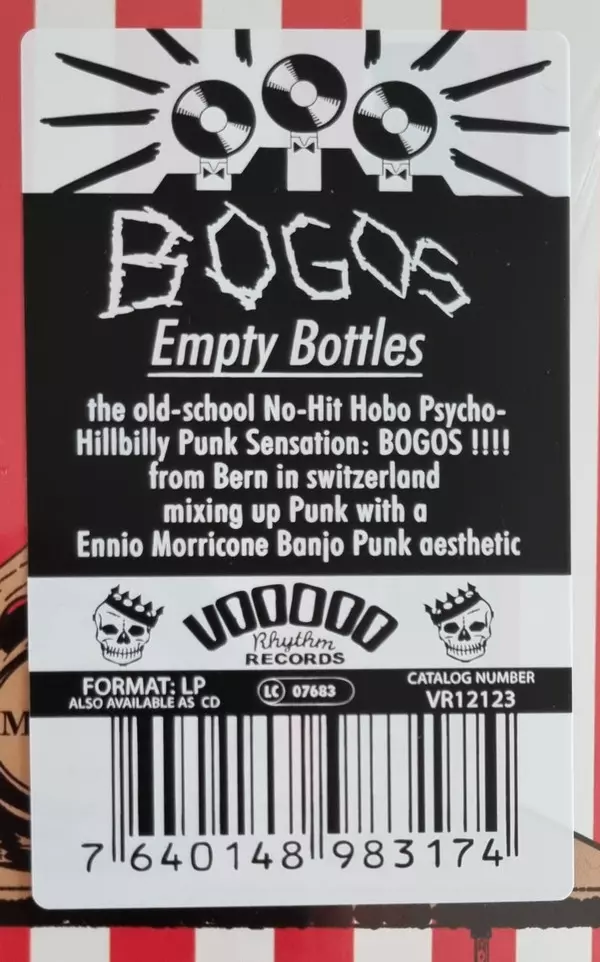 BOGOS
Empty Bottles
the old-school No-Hit Hobo Psycho-
Hillbilly Punk Sensation: BOGOS !!!!
from Bern in switzerland
mixing up Punk with a
Ennio Morricone Banjo Punk aesthetic
VOODOO
Rhythm
RECORDS
FORMAT: LP
ALSO AVAILABLE AS CD
LC 07683
CATALOG NUMBER
VR12123
M
7 640148 983174